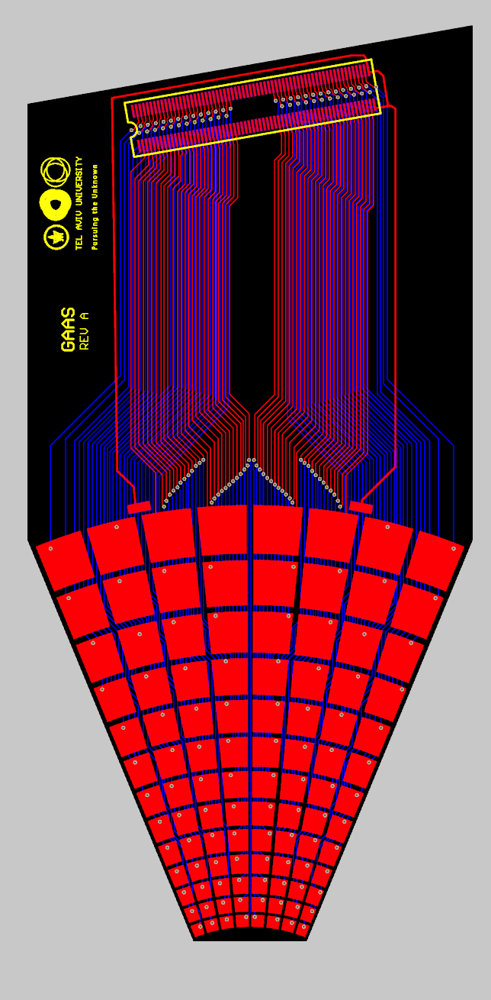 TEL AVIV UNIVERSITY
Pursuing the Unknown
GAAS
REV A